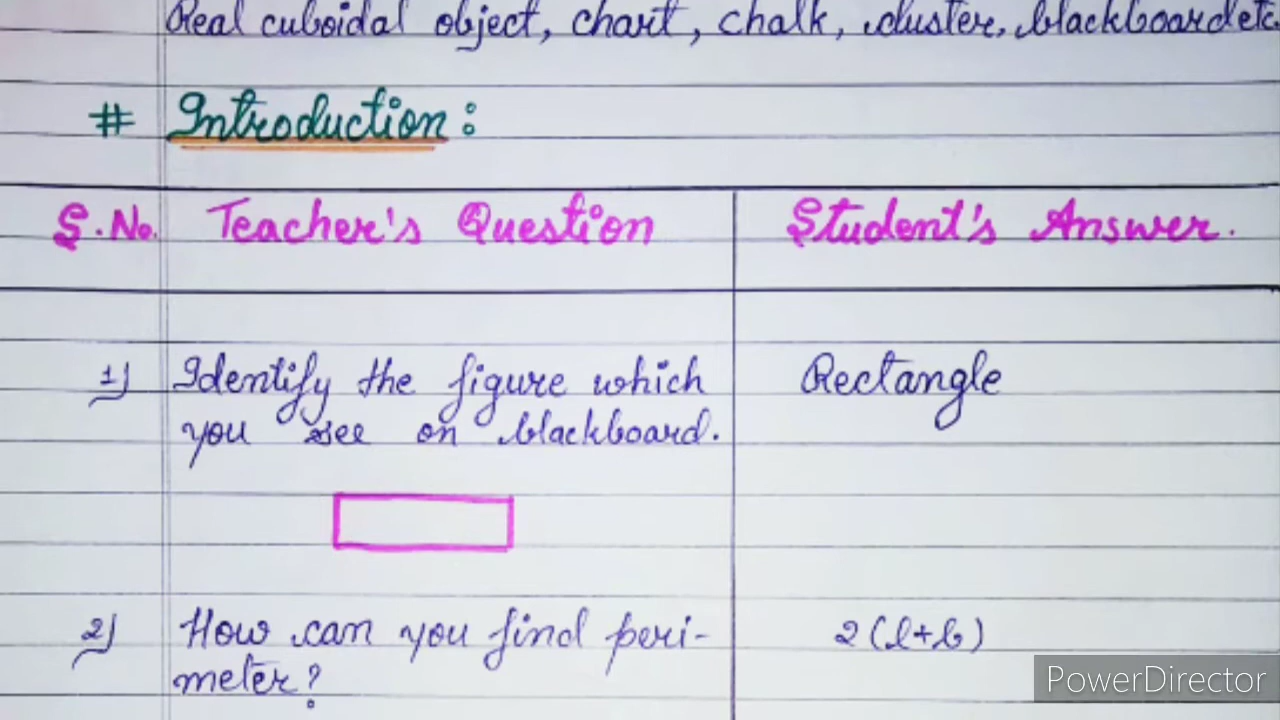 Real cuboidal object, chart, chalk, duster, blackboard etc
# Introduction :
S.No. Teacher's Question Student's Answer.
1) Identify the figure which Rectangle
you see on blackboard.
2) How can you find peri- 2(l+b)
meter?
PowerDirector